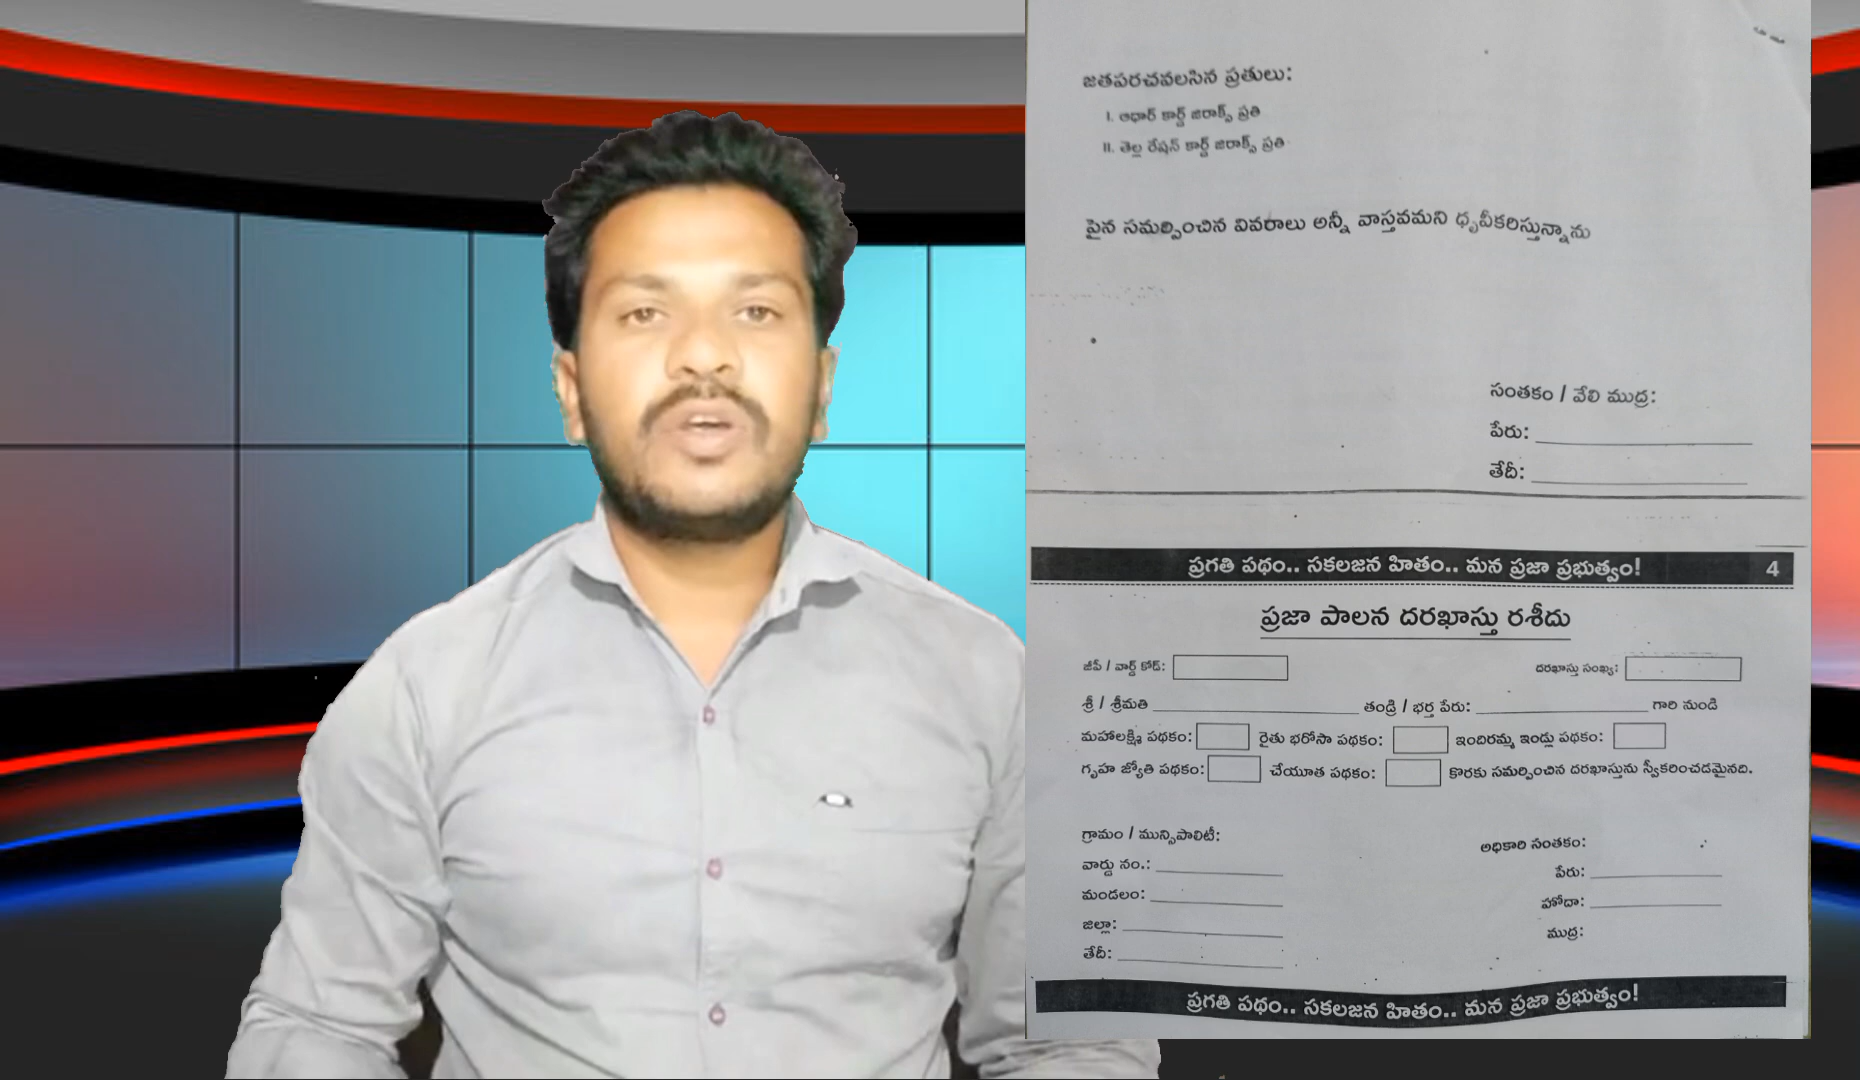 జతపరచవలసిన ప్రతులు:
I. ఆధార్ కార్డ్ జిరాక్స్ ప్రతి
II. తెల్ల రేషన్ కార్డ్ జిరాక్స్ ప్రతి
పైన సమర్పించిన వివరాలు అన్నీ వాస్తవమని ధృవీకరిస్తున్నాను
సంతకం / వేలి ముద్ర:
పేరు:
తేదీ:
ప్రగతి పథం.. సకలజన హితం.. మన ప్రజా ప్రభుత్వం! 4
ప్రజా పాలన దరఖాస్తు రశీదు
జీపీ / వార్డ్ కోడ్: దరఖాస్తు సంఖ్య:
శ్రీ / శ్రీమతి తండ్రి / భర్త పేరు: గారి నుండి
మహాలక్ష్మి పథకం: రైతు భరోసా పథకం: ఇందిరమ్మ ఇండ్లు పథకం:
గృహ జ్యోతి పథకం: చేయూత పథకం: కొరకు సమర్పించిన దరఖాస్తును స్వీకరించడమైనది.
గ్రామం / మున్సిపాలిటీ:
వార్డు నం.:
మండలం:
జిల్లా:
తేదీ:
అధికారి సంతకం:
పేరు:
హోదా:
ముద్ర:
ప్రగతి పథం.. సకలజన హితం.. మన ప్రజా ప్రభుత్వం!